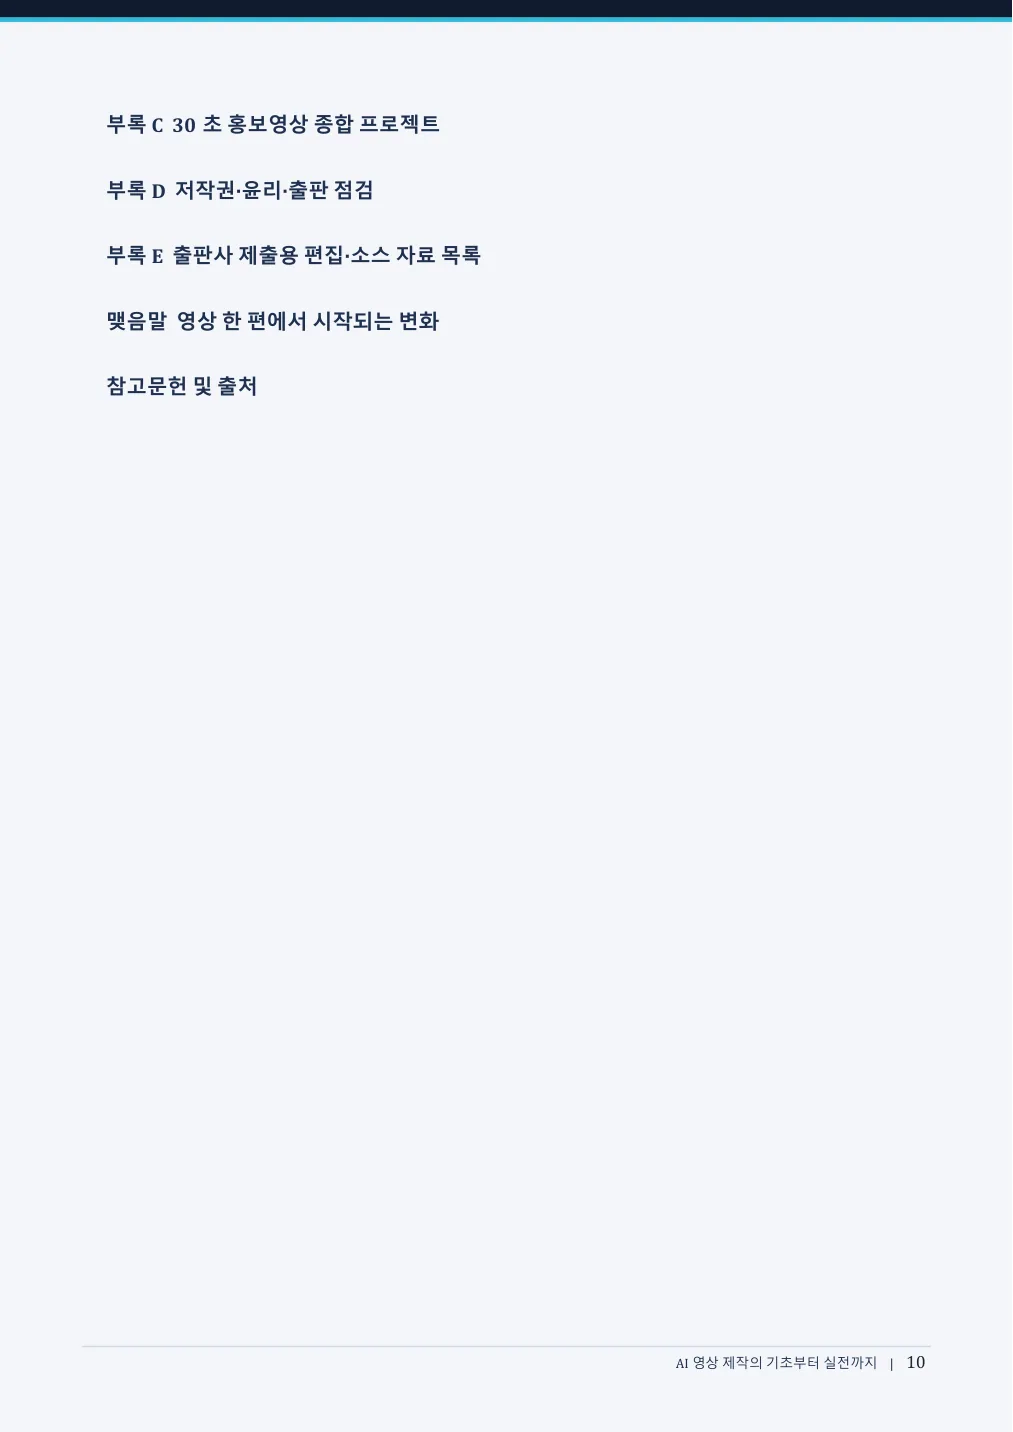 부록 C 30 초 홍보영상 종합 프로젝트
부록 D 저작권·윤리·출판 점검
부록 E 출판사 제출용 편집·소스 자료 목록
맺음말 영상 한 편에서 시작되는 변화
참고문헌 및 출처
AI 영상 제작의 기초부터 실전까지 | 10